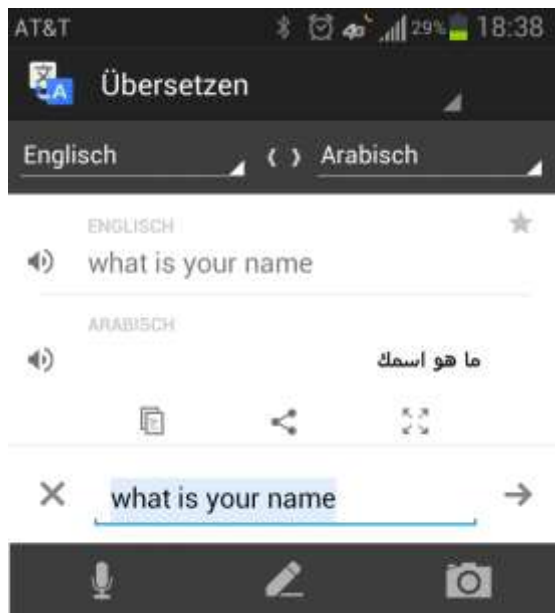 AT&T 29% 18:38
Übersetzen
Englisch Arabisch
ENGLISCH
what is your name
ARABISCH
ما هو اسمك
what is your name